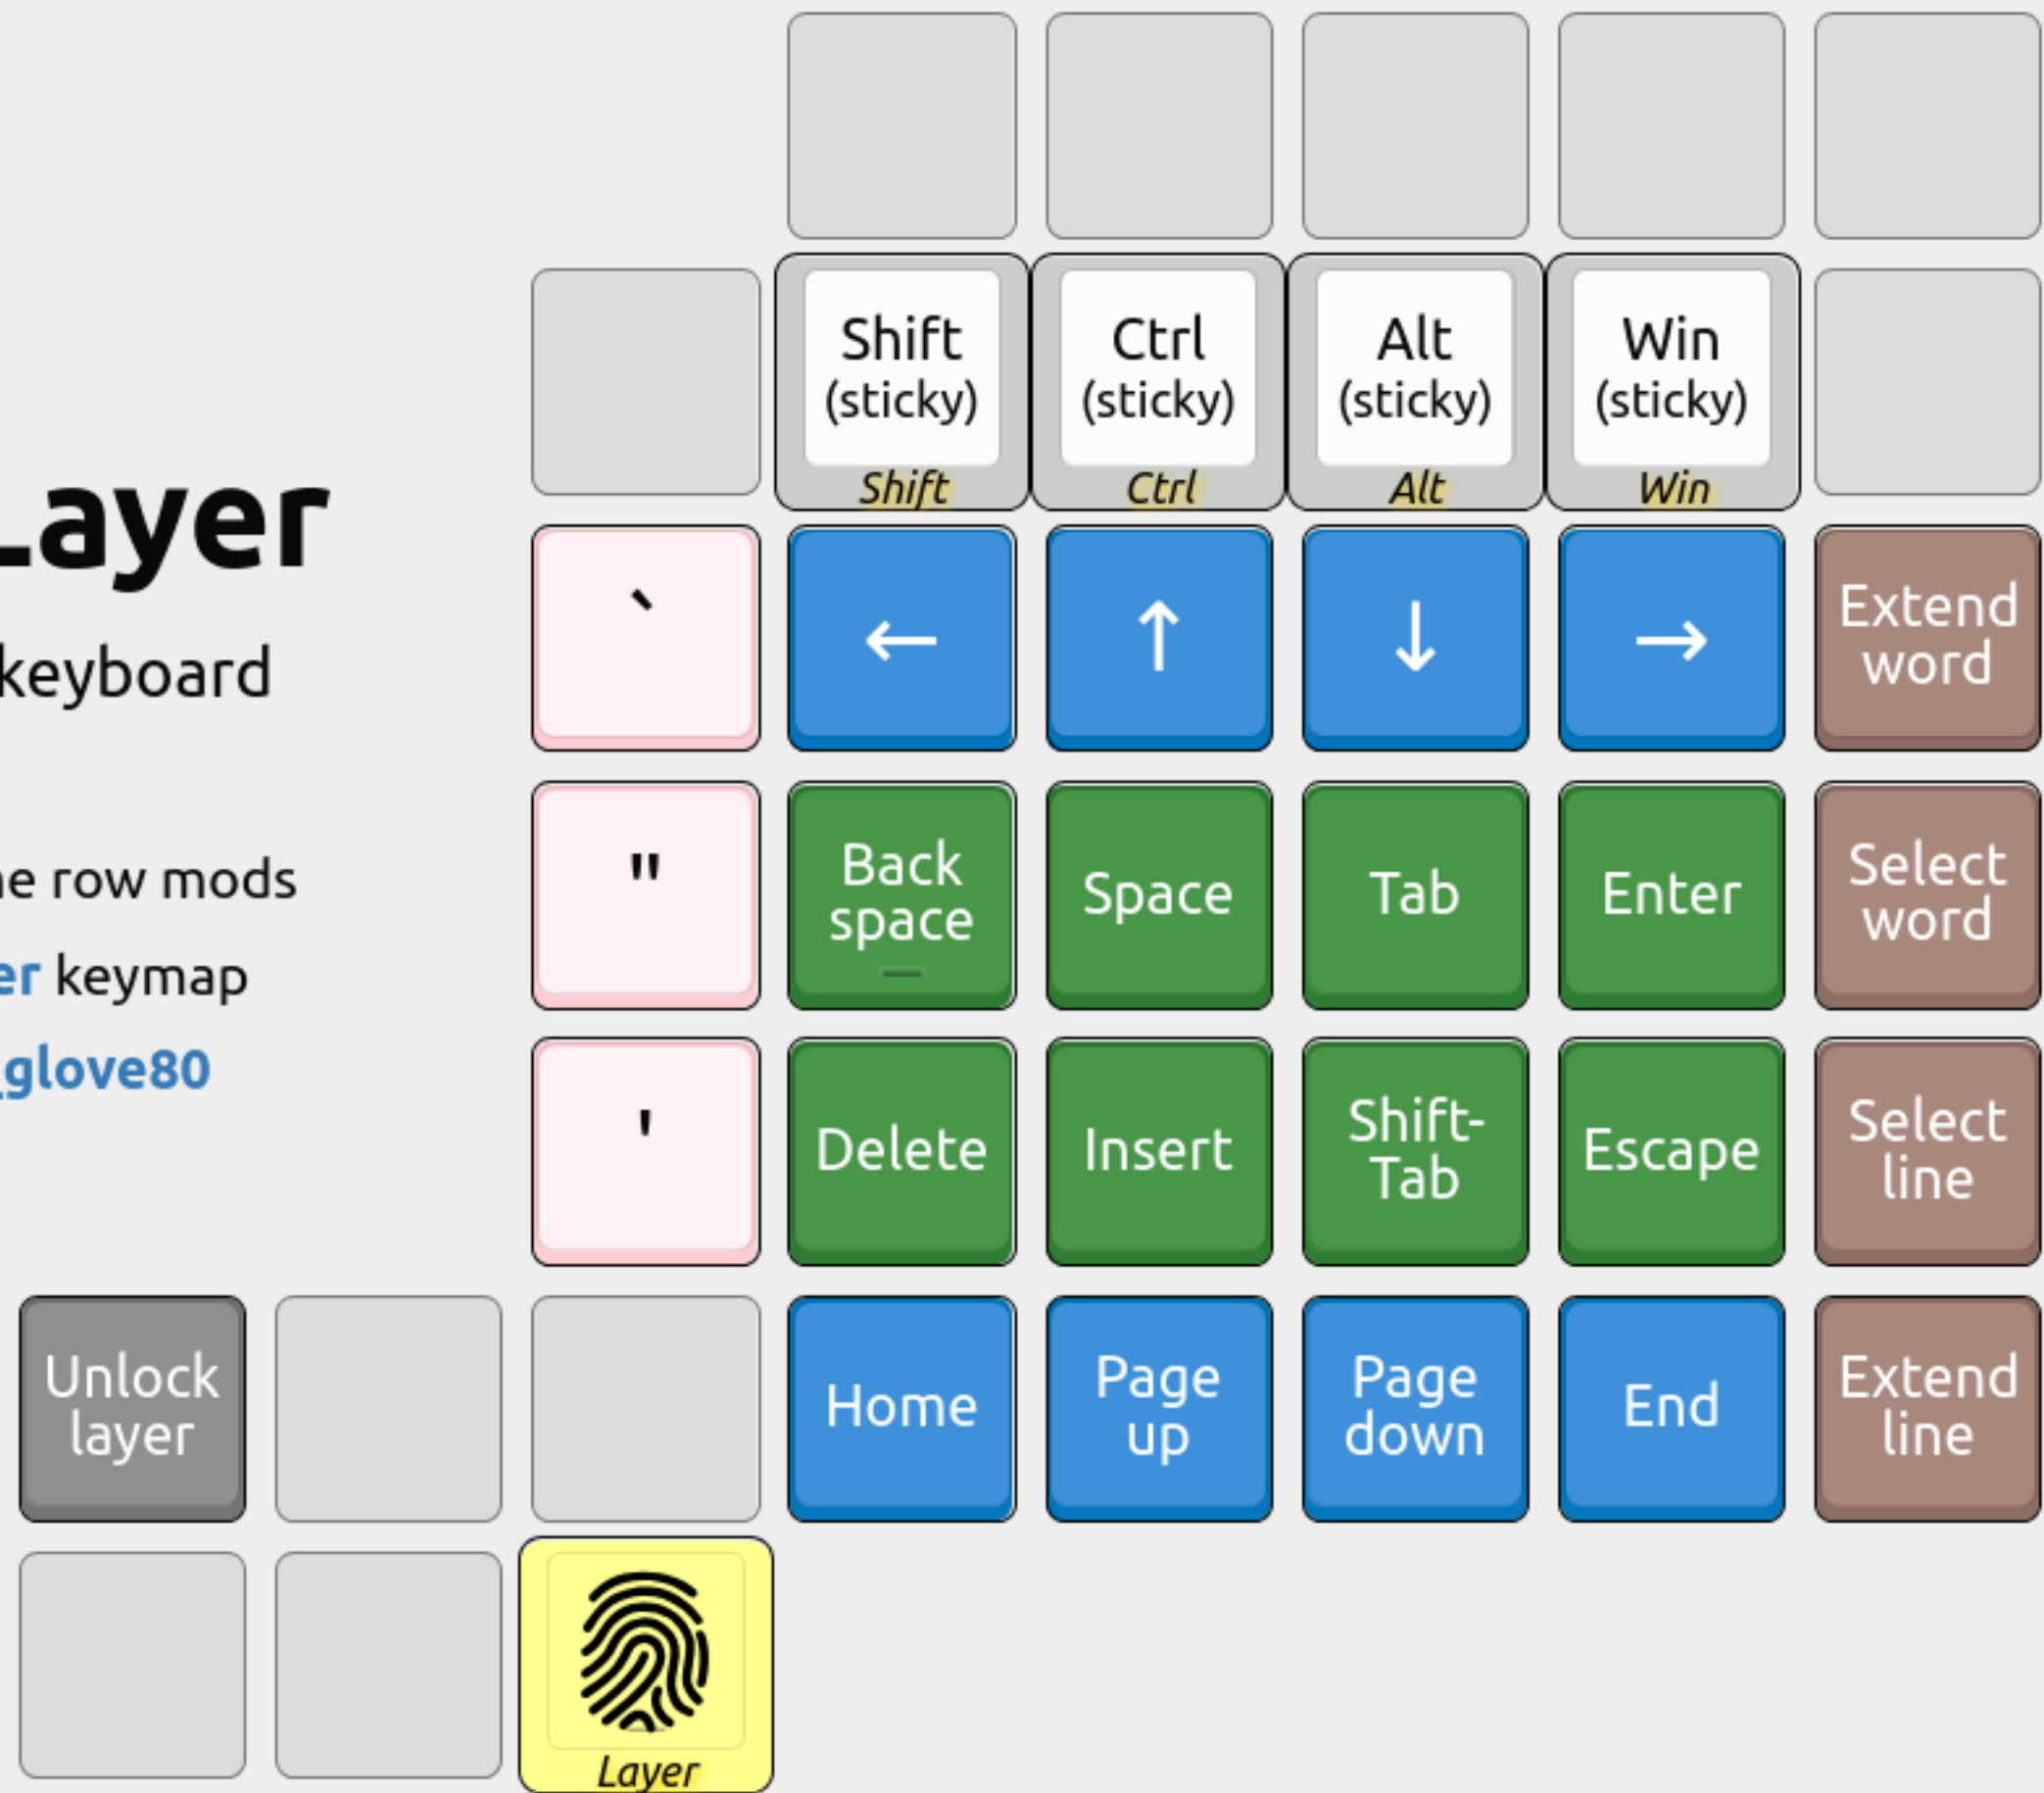 Layer
keyboard
row mods
keymap
glove80
Shift
(sticky)
Shift
Ctrl
(sticky)
Ctrl
Alt
(sticky)
Alt
Win
(sticky)
Win
`
←
↑
↓
→
Extend
word
"
Back
space
Space
Tab
Enter
Select
word
'
Delete
Insert
Shift-
Tab
Escape
Select
line
Unlock
layer
Home
Page
up
Page
down
End
Extend
line
Layer